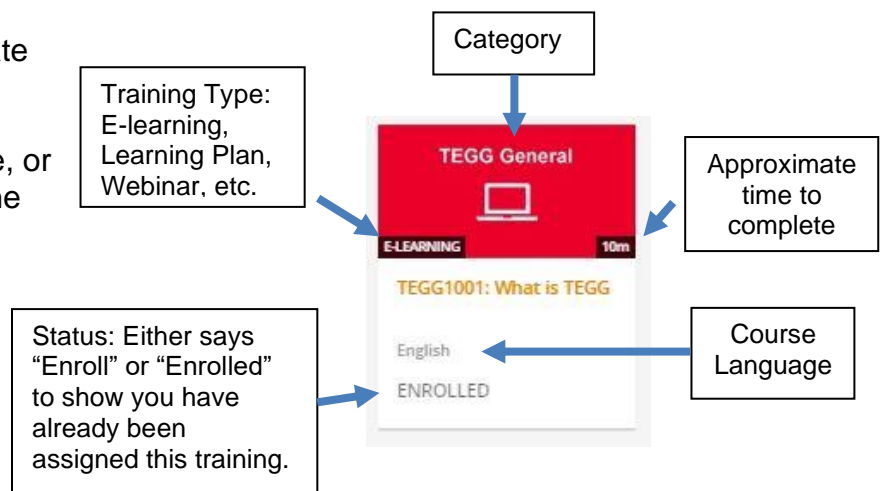 Category
Training Type:
E-learning,
Learning Plan,
Webinar, etc.
, or
TEGG General
E-LEARNING
10m
Approximate
time to
complete
TEGG1001: What is TEGG
English
ENROLLED
Course
Language
Status: Either says
“Enroll” or “Enrolled”
to show you have
already been
assigned this training.